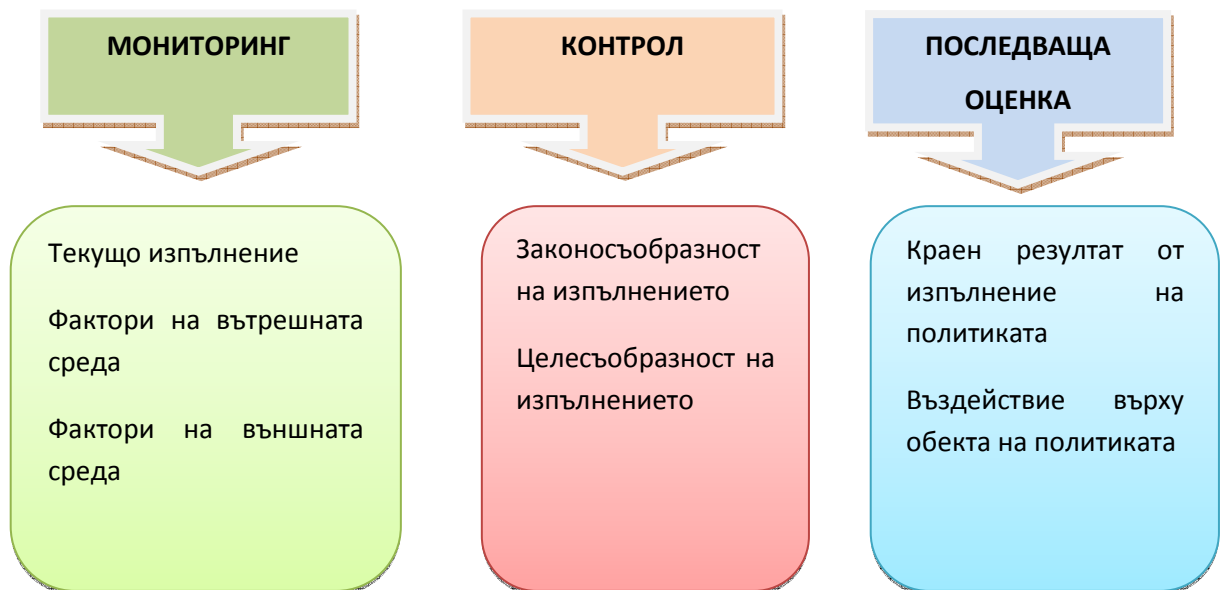 МОНИТОРИНГ
Текущо изпълнение
Фактори на вътрешната
среда
Фактори на външната
среда
КОНТРОЛ
Законосъобразност
на изпълнението
Целесъобразност на
изпълнението
ПОСЛЕДВАЩА
ОЦЕНКА
Краен резултат от
изпълнение на
политиката
Въздействие върху
обекта на политиката